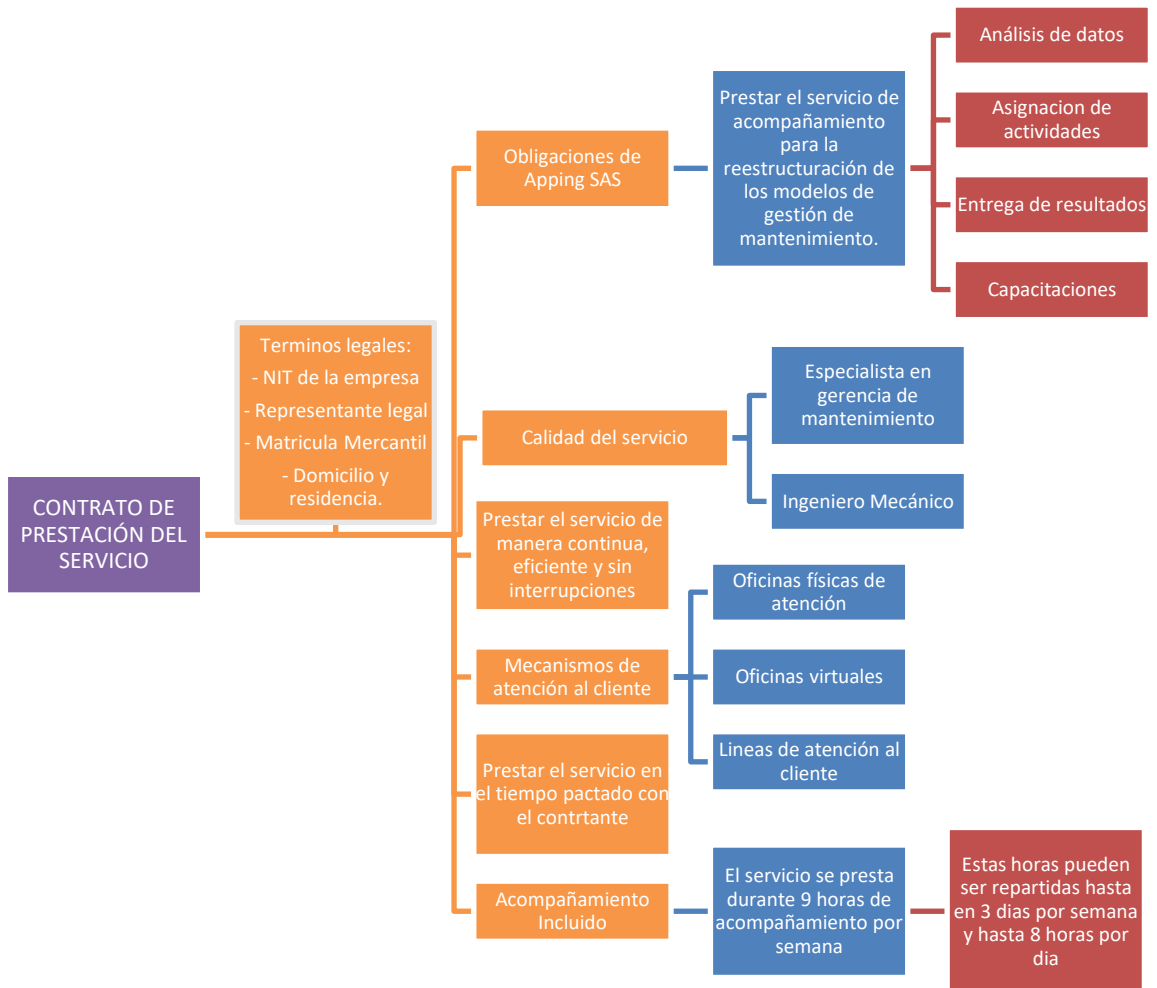 CONTRATO DE
PRESTACIÓN DEL
SERVICIO
Terminos legales:
- NIT de la empresa
- Representante legal
- Matricula Mercantil
- Domicilio y
residencia.
Obligaciones de
Apping SAS
Prestar el servicio de
acompañamiento
para la
reestructuración de
los modelos de
gestión de
mantenimiento.
Análisis de datos
Asignacion de
actividades
Entrega de resultados
Capacitaciones
Calidad del servicio
Especialista en
gerencia de
mantenimiento
Ingeniero Mecánico
Prestar el servicio de
manera continua,
eficiente y sin
interrupciones
Mecanismos de
atención al cliente
Oficinas físicas de
atención
Oficinas virtuales
Lineas de atención al
cliente
Prestar el servicio en
el tiempo pactado con
el contrtante
Acompañamiento
Incluido
El servicio se presta
durante 9 horas de
acompañamiento por
semana
Estas horas pueden
ser repartidas hasta
en 3 dias por semana
y hasta 8 horas por
dia